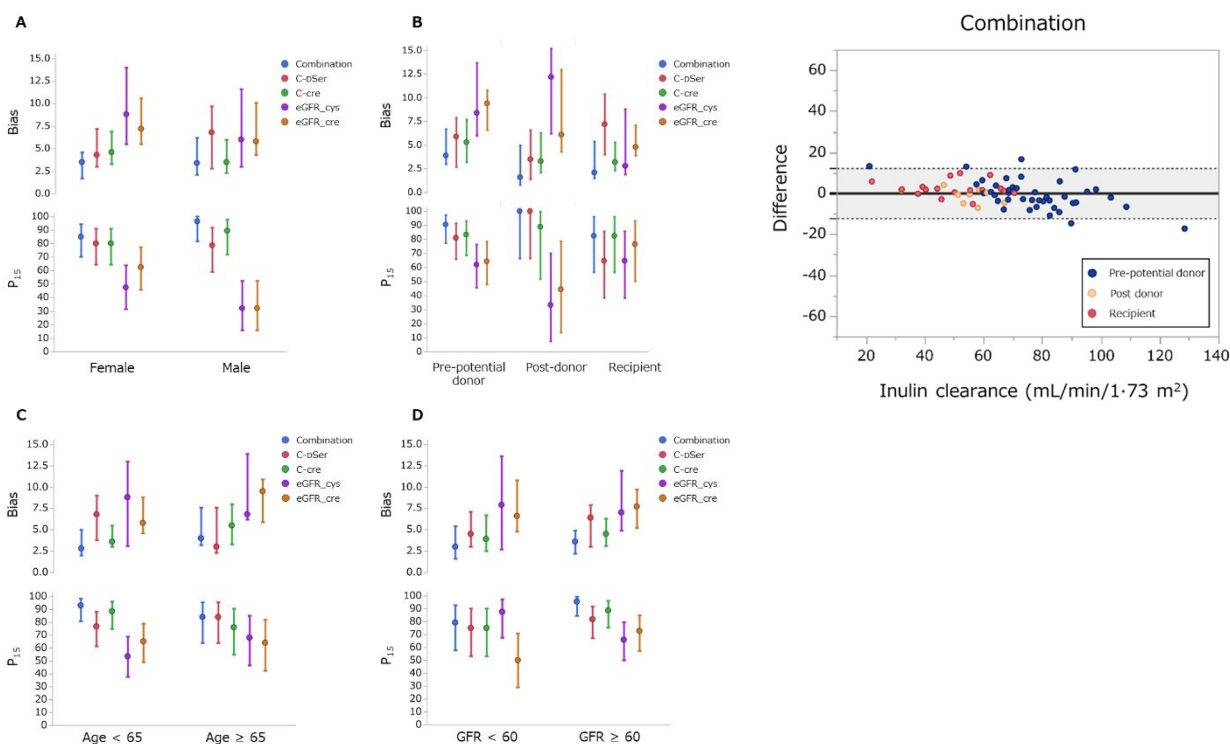 A
Bias
15.0
12.5
10.0
7.5
5.0
2.5
0.0
Combination
C-ᴅSer
C-cre
eGFR_cys
eGFR_cre
P₁₅
100
90
80
70
60
50
40
30
20
10
0
Female Male
B
Bias
15.0
12.5
10.0
7.5
5.0
2.5
0.0
Combination
C-ᴅSer
C-cre
eGFR_cys
eGFR_cre
P₁₅
100
90
80
70
60
50
40
30
20
10
0
Pre-potential Post-donor Recipient
donor
Combination
Difference
60
40
20
0
-20
-40
-60
Pre-potential donor
Post donor
Recipient
20 40 60 80 100 120 140
Inulin clearance (mL/min/1·73 m²)
C
Bias
15.0
12.5
10.0
7.5
5.0
2.5
0.0
Combination
C-ᴅSer
C-cre
eGFR_cys
eGFR_cre
P₁₅
100
90
80
70
60
50
40
30
20
10
0
Age < 65 Age ≥ 65
D
Bias
15.0
12.5
10.0
7.5
5.0
2.5
0.0
Combination
C-ᴅSer
C-cre
eGFR_cys
eGFR_cre
P₁₅
100
90
80
70
60
50
40
30
20
10
0
GFR < 60 GFR ≥ 60